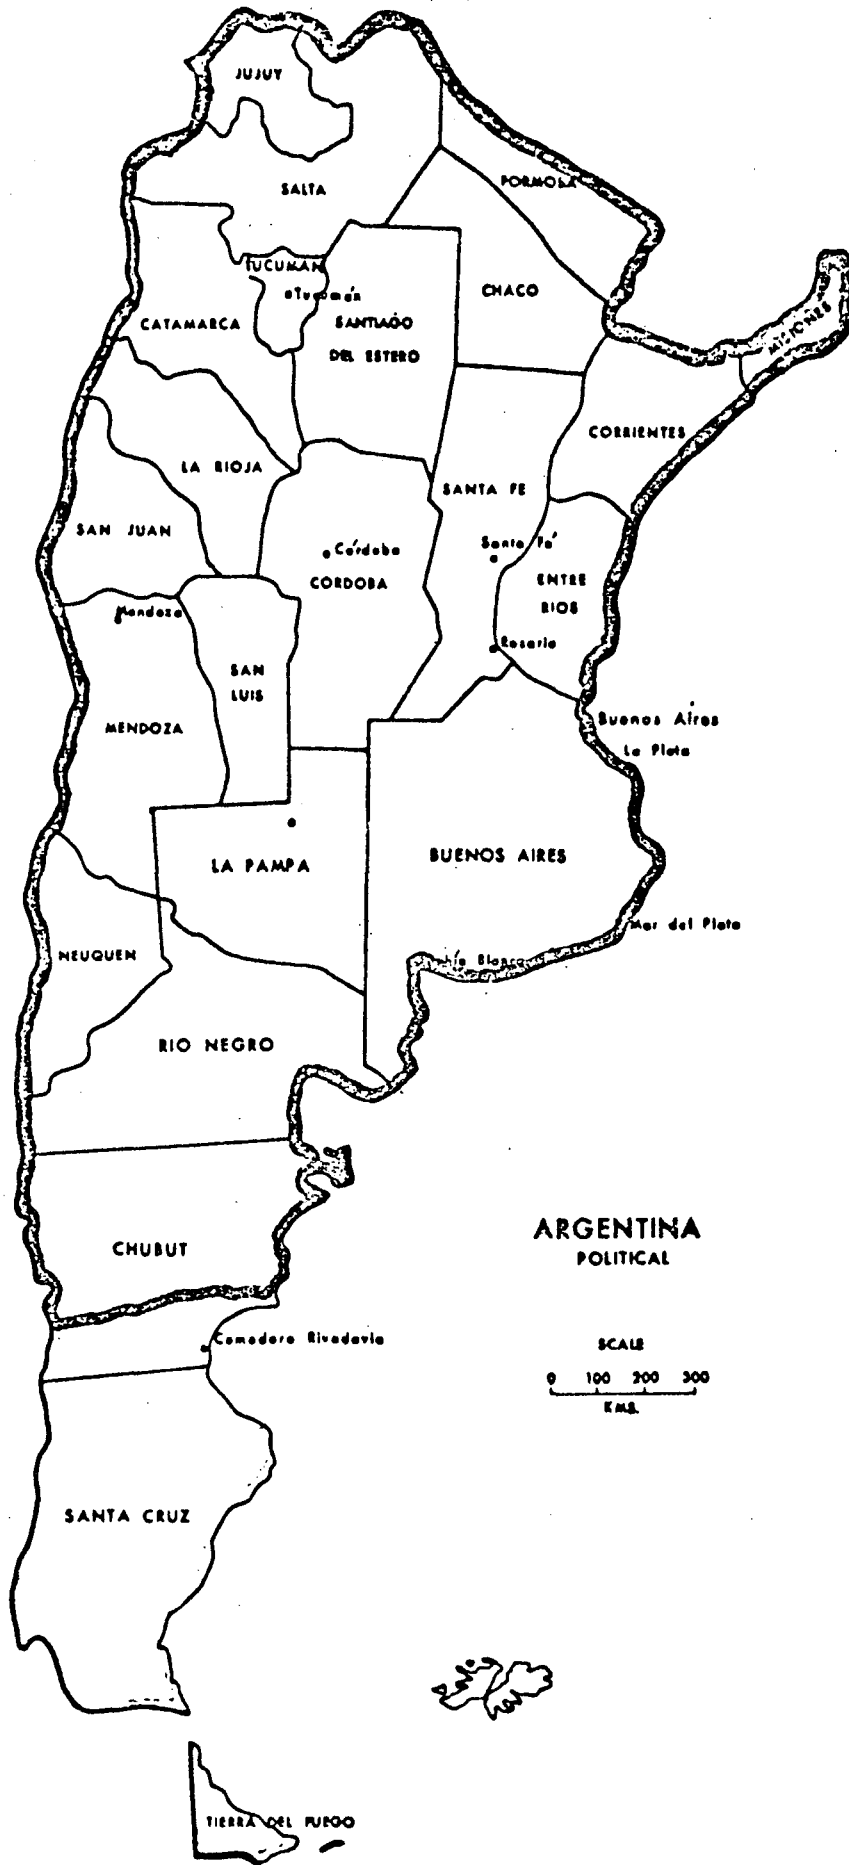 JUJUY
SALTA
FORMOSA
TUCUMAN
Tucumán
CHACO
CATAMARCA
SANTIAGO
DEL ESTERO
MISIONES
CORRIENTES
LA RIOJA
SANTA FE
SAN JUAN
Córdoba
CORDOBA
Santa Fé
ENTRE
RIOS
Mendoza
Rosario
SAN
LUIS
MENDOZA
Buenos Aires
La Plata
LA PAMPA
BUENOS AIRES
Mar del Plata
NEUQUEN
hía Blanca
RIO NEGRO
CHUBUT
ARGENTINA
POLITICAL
Comodoro Rivadavia
SCALE
0 100 200 300
KMS.
SANTA CRUZ
TIERRA DEL FUEGO